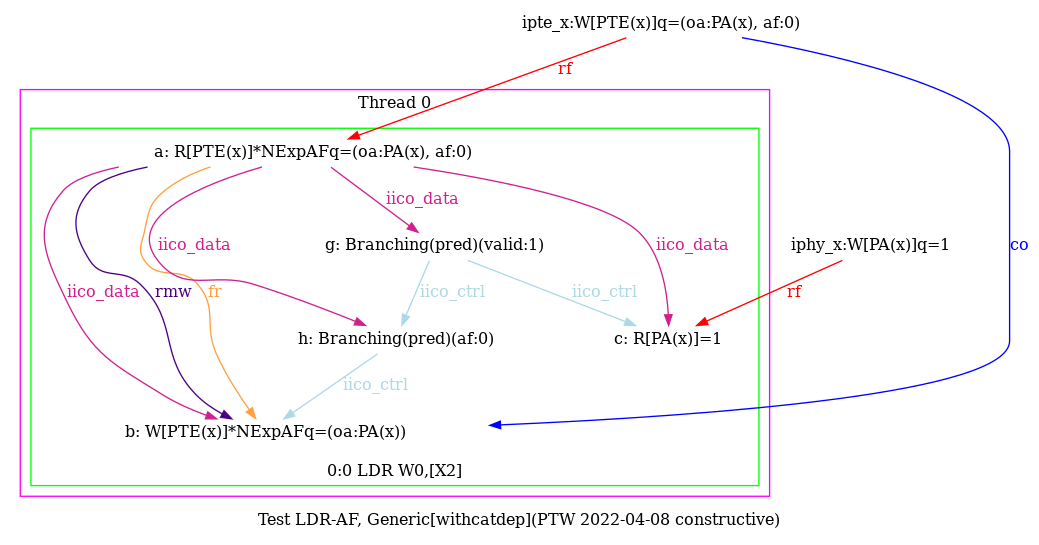 ipte_x:W[PTE(x)]q=(oa:PA(x), af:0)
rf
Thread 0
a: R[PTE(x)]*NExpAFq=(oa:PA(x), af:0)
iico_data
g: Branching(pred)(valid:1)
iphy_x:W[PA(x)]q=1
iico_data
iico_data
co
iico_data
rmw
fr
iico_ctrl
iico_ctrl
rf
h: Branching(pred)(af:0)
c: R[PA(x)]=1
iico_ctrl
b: W[PTE(x)]*NExpAFq=(oa:PA(x))
0:0 LDR W0,[X2]
Test LDR-AF, Generic[withcatdep](PTW 2022-04-08 constructive)